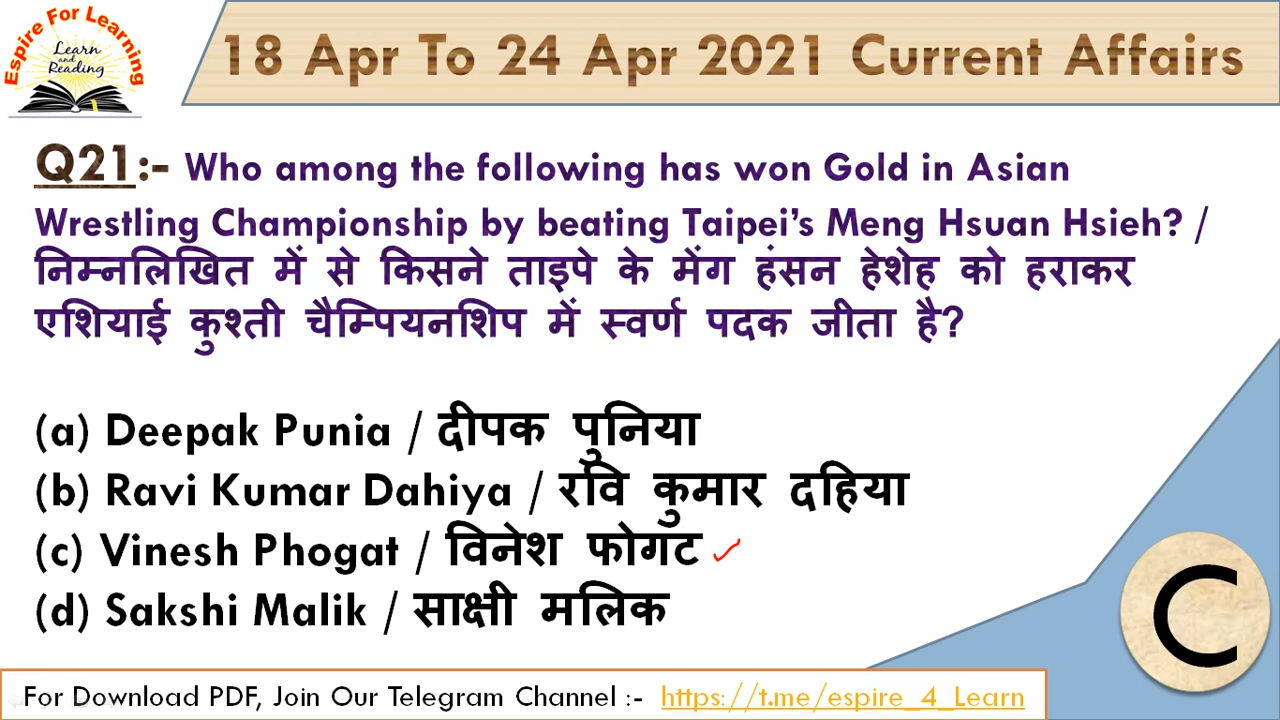 Espire For Learning
Learn
and
Reading
18 Apr To 24 Apr 2021 Current Affairs
Q21:- Who among the following has won Gold in Asian
Wrestling Championship by beating Taipei's Meng Hsuan Hsieh? /
निम्नलिखित में से किसने ताइपे के मेंग हंसन हेशेह को हराकर
एशियाई कुश्ती चैम्पियनशिप में स्वर्ण पदक जीता है?
(a) Deepak Punia / दीपक पुनिया
(b) Ravi Kumar Dahiya / रवि कुमार दहिया
(c) Vinesh Phogat / विनेश फोगट
(d) Sakshi Malik / साक्षी मलिक
C
For Download PDF, Join Our Telegram Channel :- https://t.me/espire_4_Learn